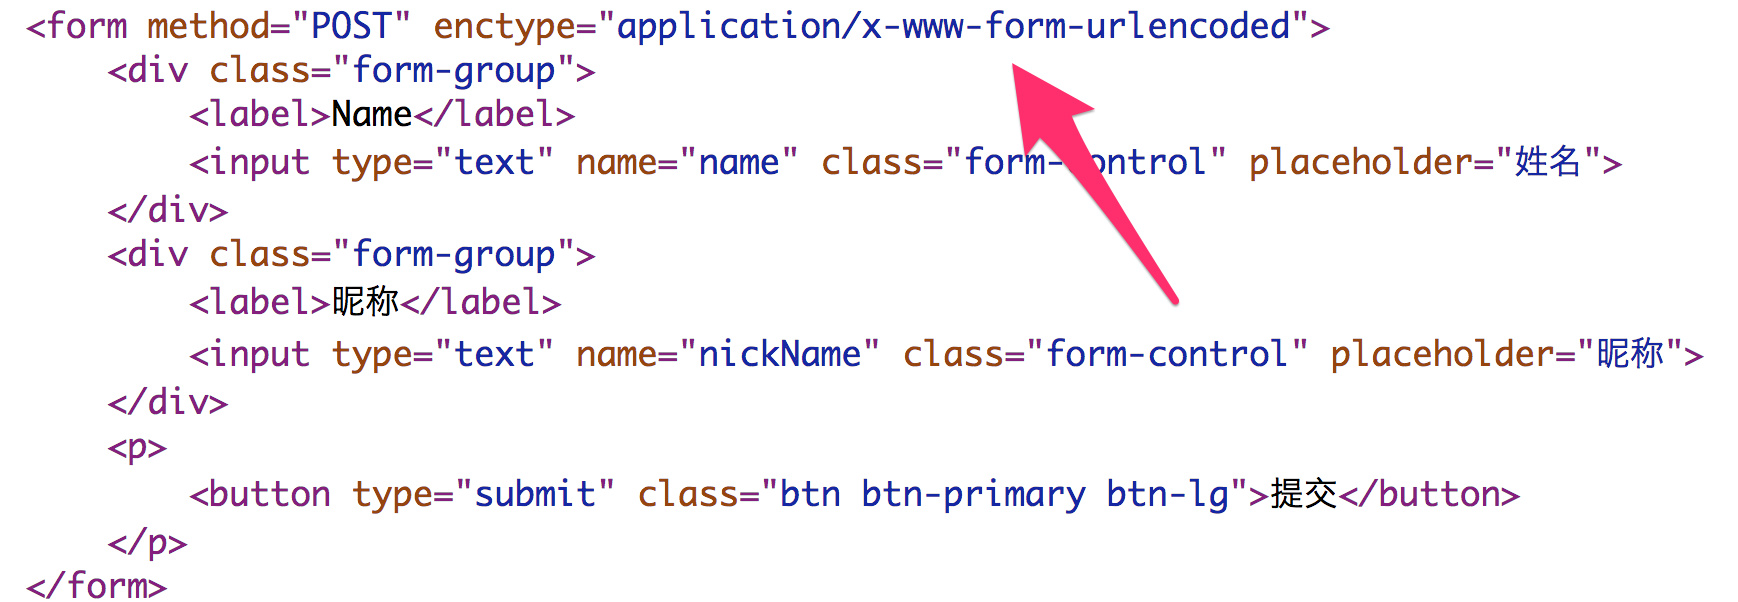 <form method="POST" enctype="application/x-www-form-urlencoded">
<div class="form-group">
<label>Name</label>
<input type="text" name="name" class="form-control" placeholder="姓名">
</div>
<div class="form-group">
<label>昵称</label>
<input type="text" name="nickName" class="form-control" placeholder="昵称">
</div>
<p>
<button type="submit" class="btn btn-primary btn-lg">提交</button>
</p>
</form>